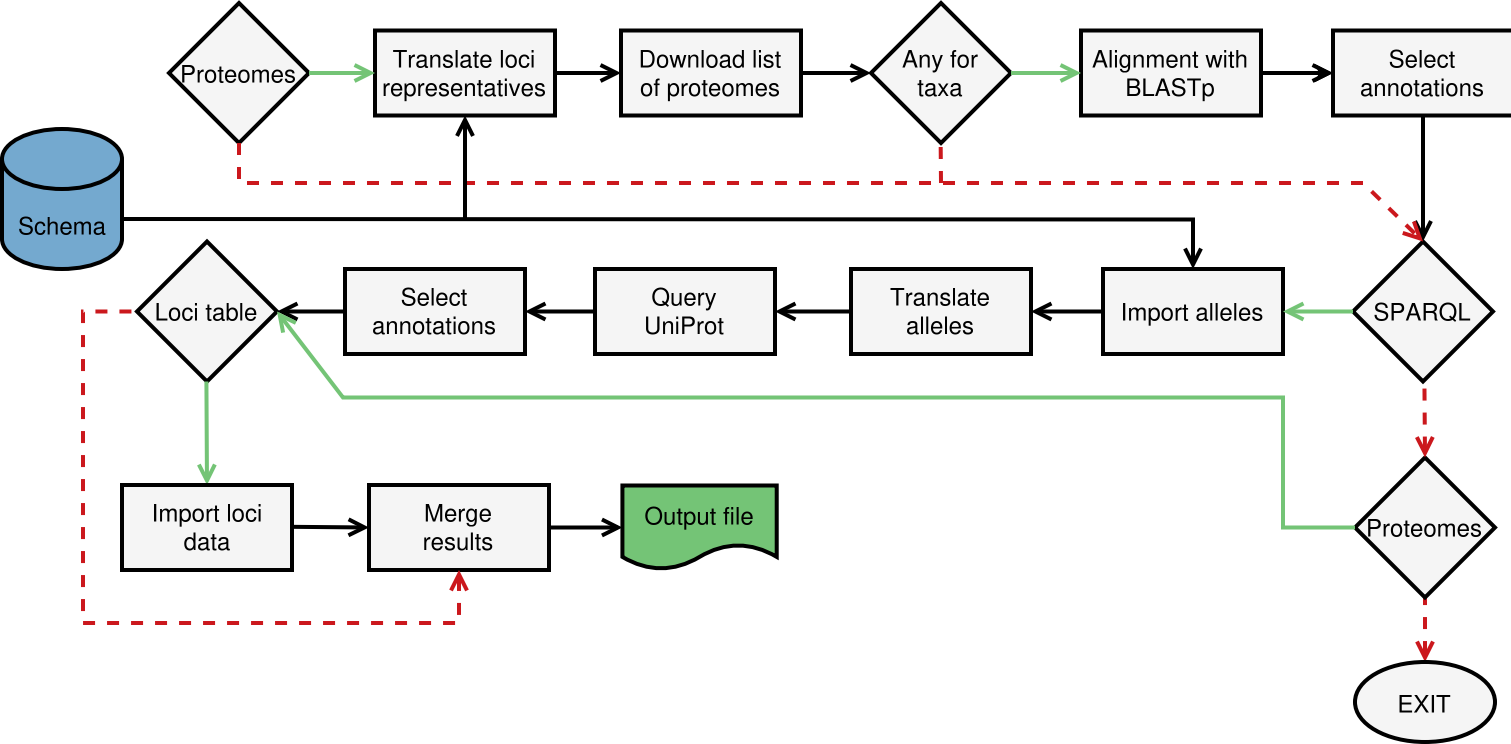 Proteomes
Translate loci
representatives
Download list
of proteomes
Any for
taxa
Alignment with
BLASTp
Select
annotations
Schema
Loci table
Select
annotations
Query
UniProt
Translate
alleles
Import alleles
SPARQL
Import loci
data
Merge
results
Output file
Proteomes
EXIT